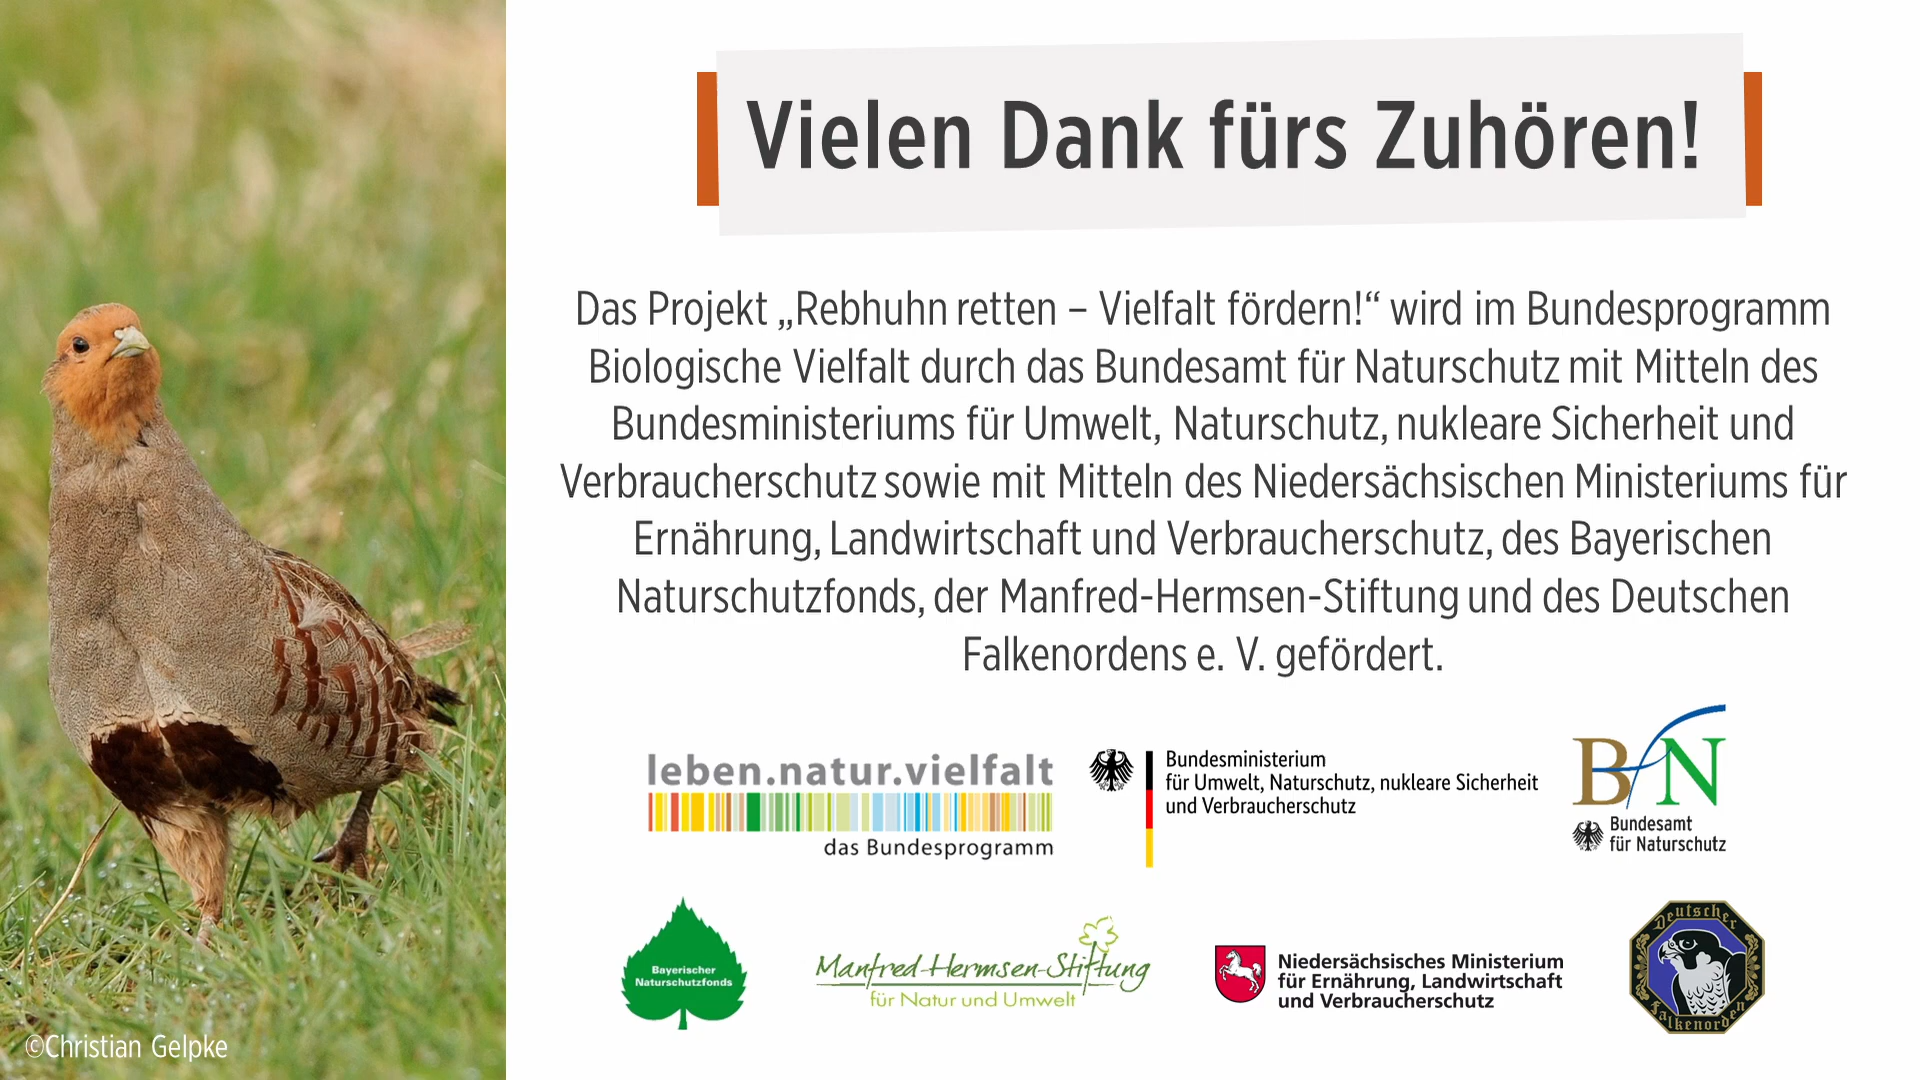 Vielen Dank fürs Zuhören!
Das Projekt „Rebhuhn retten – Vielfalt fördern!“ wird im Bundesprogramm
Biologische Vielfalt durch das Bundesamt für Naturschutz mit Mitteln des
Bundesministeriums für Umwelt, Naturschutz, nukleare Sicherheit und
Verbraucherschutz sowie mit Mitteln des Niedersächsischen Ministeriums für
Ernährung, Landwirtschaft und Verbraucherschutz, des Bayerischen
Naturschutzfonds, der Manfred-Hermsen-Stiftung und des Deutschen
Falkenordens e. V. gefördert.
leben.natur.vielfalt
das Bundesprogramm
Bundesministerium
für Umwelt, Naturschutz, nukleare Sicherheit
und Verbraucherschutz
BfN
Bundesamt
für Naturschutz
Bayerischer
Naturschutzfonds
Manfred-Hermsen-Stiftung
für Natur und Umwelt
Niedersächsisches Ministerium
für Ernährung, Landwirtschaft
und Verbraucherschutz
Deutscher
Falkenorden
©Christian Gelpke